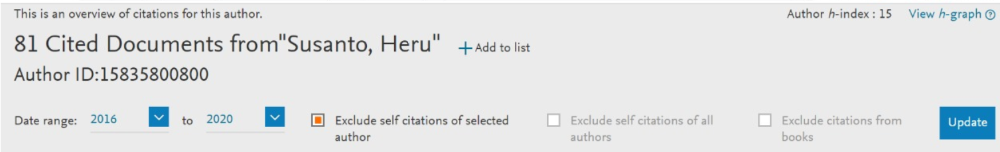 This is an overview of citations for this author.
Author h-index : 15 View h-graph ?
81 Cited Documents from"Susanto, Heru" +Add to list
Author ID:15835800800
Date range: 2016 to 2020
Exclude self citations of selected
author
Exclude self citations of all
authors
Exclude citations from
books
Update